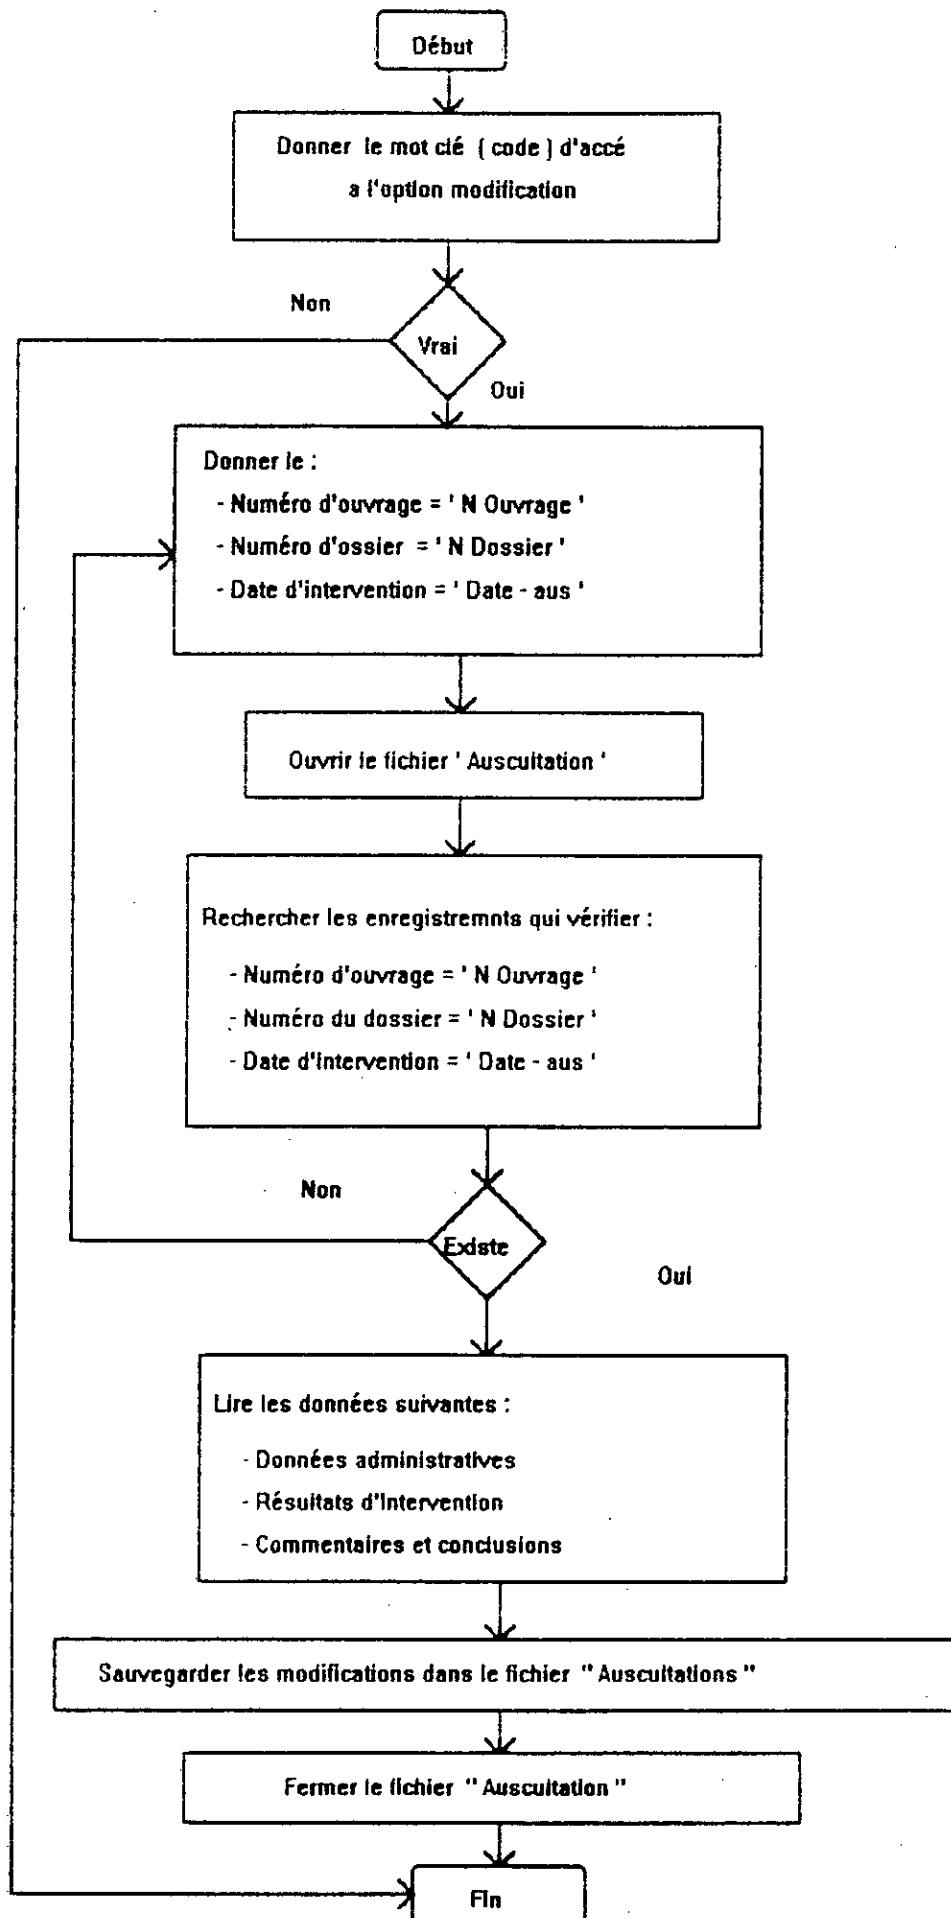 Début
Donner le mot clé ( code ) d'accé
a l'option modification
Non
Vrai
Oui
Donner le :
- Numéro d'ouvrage = ' N Ouvrage '
- Numéro d'ossier = ' N Dossier '
- Date d'intervention = ' Date - aus '
Ouvrir le fichier ' Auscultation '
Rechercher les enregistremnts qui vérifier :
- Numéro d'ouvrage = ' N Ouvrage '
- Numéro du dossier = ' N Dossier '
- Date d'intervention = ' Date - aus '
Non
Existe
Oui
Lire les données suivantes :
- Données administratives
- Résultats d'intervention
- Commentaires et conclusions
Sauvegarder les modifications dans le fichier " Auscultations "
Fermer le fichier " Auscultation "
Fin